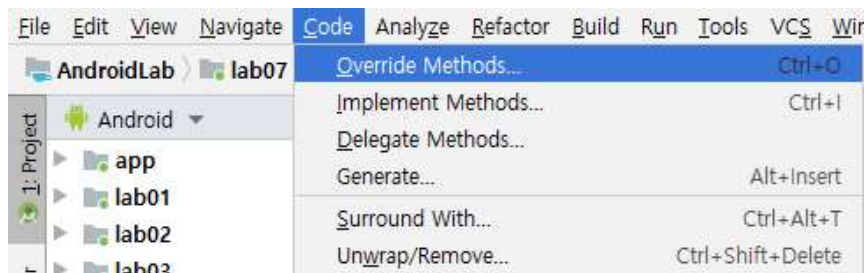 File Edit View Navigate Code Analyze Refactor Build Run Tools VCS Wir
AndroidLab lab07
Override Methods... Ctrl+O
Implement Methods... Ctrl+I
Delegate Methods...
Generate... Alt+Insert
Surround With... Ctrl+Alt+T
Unwrap/Remove... Ctrl+Shift+Delete
1: Project
Android
app
lab01
lab02
lab03